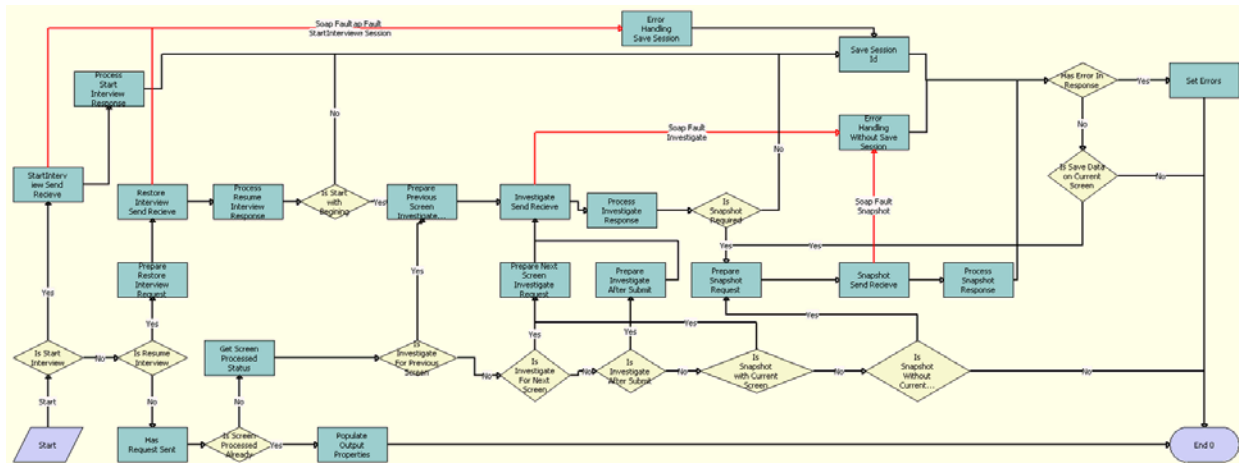 Soap Faultap Fault
StartInterviewe Session
Error
Handling
Save Session
Save Session
Id
Process
Start
Interview
Response
Has Error In
Response
Yes
Set Errors
No
Soap Fault
Investigate
Error
Handling
Without Save
Session
No
No
StartInterv
iew Send
Recieve
Restore
Interview
Send Recieve
Process
Resume
Interview
Response
Is Start
with
Begining
Yes
Prepare
Previous
Screen
Investigate...
Investigate
Send Recieve
Process
Investigate
Response
Is
Snapshot
Required
Is Save Data
on Current
Screen
No
Soap Fault
Snapshot
Yes
Yes
Prepare
Restore
Interview
Request
Yes
Prepare Next
Screen
Investigate
Request
Prepare
Investigate
After Submit
Prepare
Snapshot
Request
Snapshot
Send Recieve
Process
Snapshot
Response
Yes
Yes
Yes
Yes
Yes
Yes
Is Start
Interview
No
Is Resume
Interview
Get Screen
Processed
Status
Is
Investigate
For Previous
Screen
No
Is
Investigate
For Next
Screen
No
Is
Investigate
After Submit
No
Is
Snapshot
with Current
Screen
No
Is
Snapshot
Without
Current...
No
Start
No
No
Start
Has
Request Sent
Is Screen
Processed
Already
Yes
Populate
Output
Properties
End 0